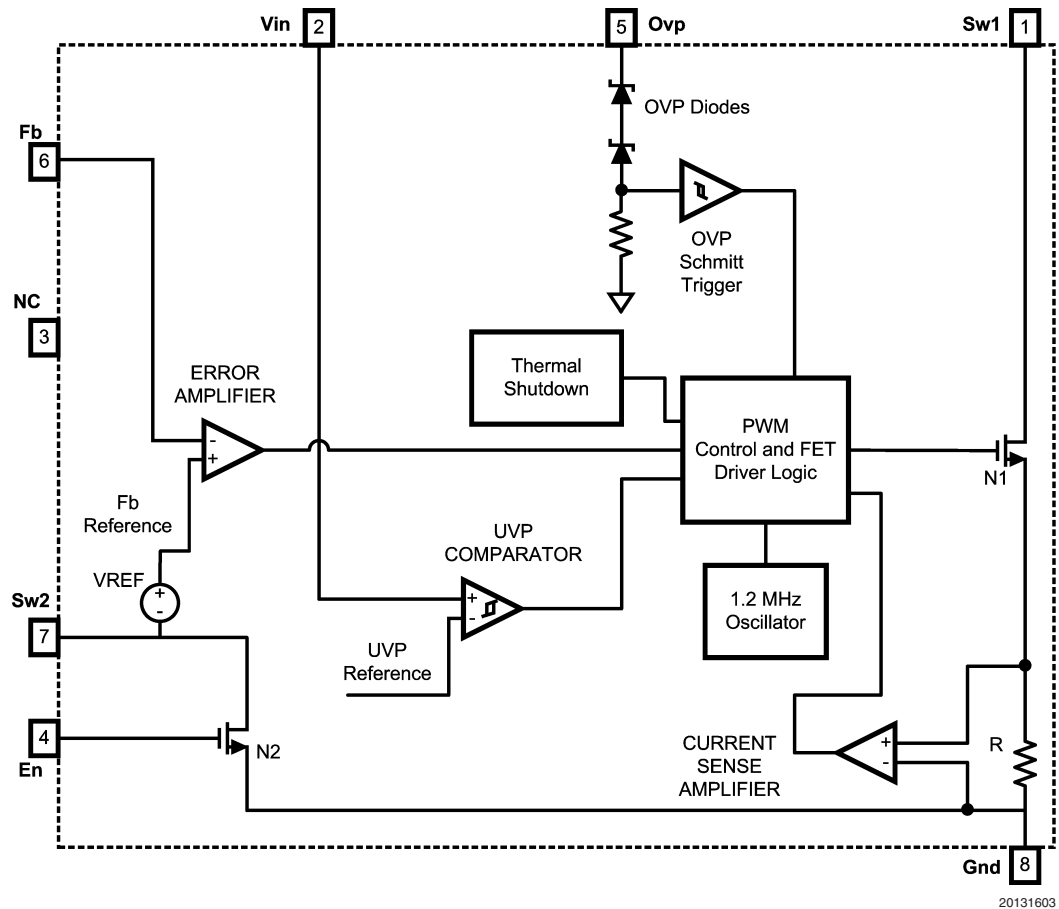 Vin
2
5
Ovp
Sw1
1
OVP Diodes
Fb
6
OVP
Schmitt
Trigger
NC
3
Thermal
Shutdown
ERROR
AMPLIFIER
-
+
PWM
Control and FET
Driver Logic
N1
Fb
Reference
UVP
COMPARATOR
VREF
+
-
+
-
1.2 MHz
Oscillator
Sw2
7
UVP
Reference
4
En
N2
CURRENT
SENSE
AMPLIFIER
+
-
R
Gnd
8
20131603